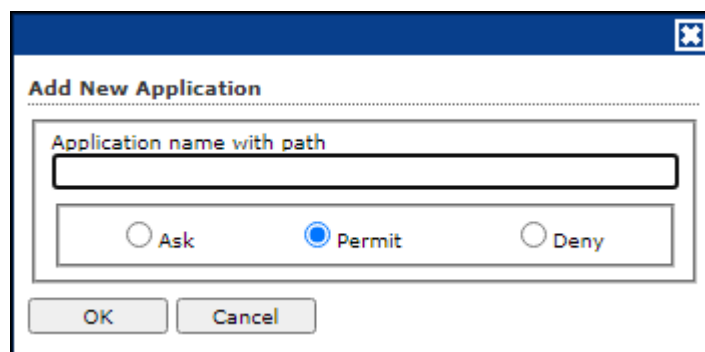 Add New Application
Application name with path
Ask Permit Deny
OK Cancel